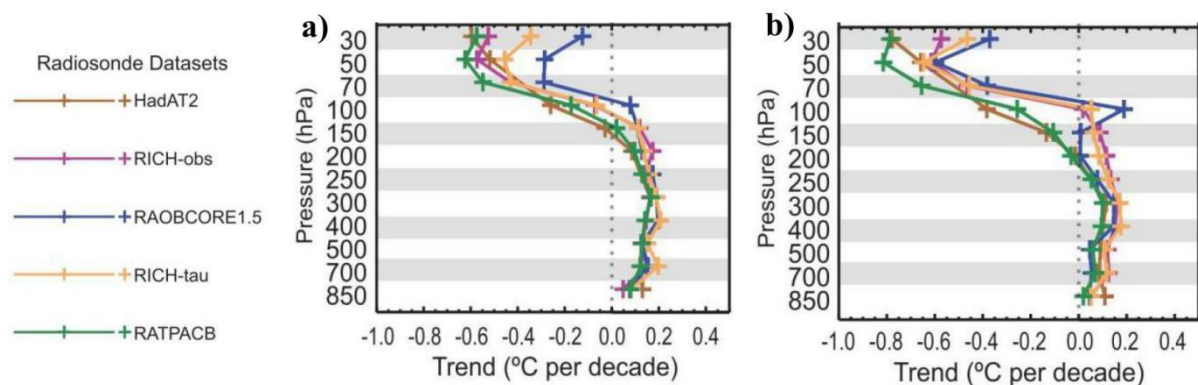 Radiosonde Datasets
HadAT2
RICH-obs
RAOBCORE1.5
RICH-tau
RATPACB
a)
Pressure (hPa)
30
50
70
100
150
200
250
300
400
500
700
850
-1.0 -0.8 -0.6 -0.4 -0.2 0.0 0.2 0.4
Trend (ºC per decade)
b)
Pressure (hPa)
30
50
70
100
150
200
250
300
400
500
700
850
-1.0 -0.8 -0.6 -0.4 -0.2 0.0 0.2 0.4
Trend (ºC per decade)